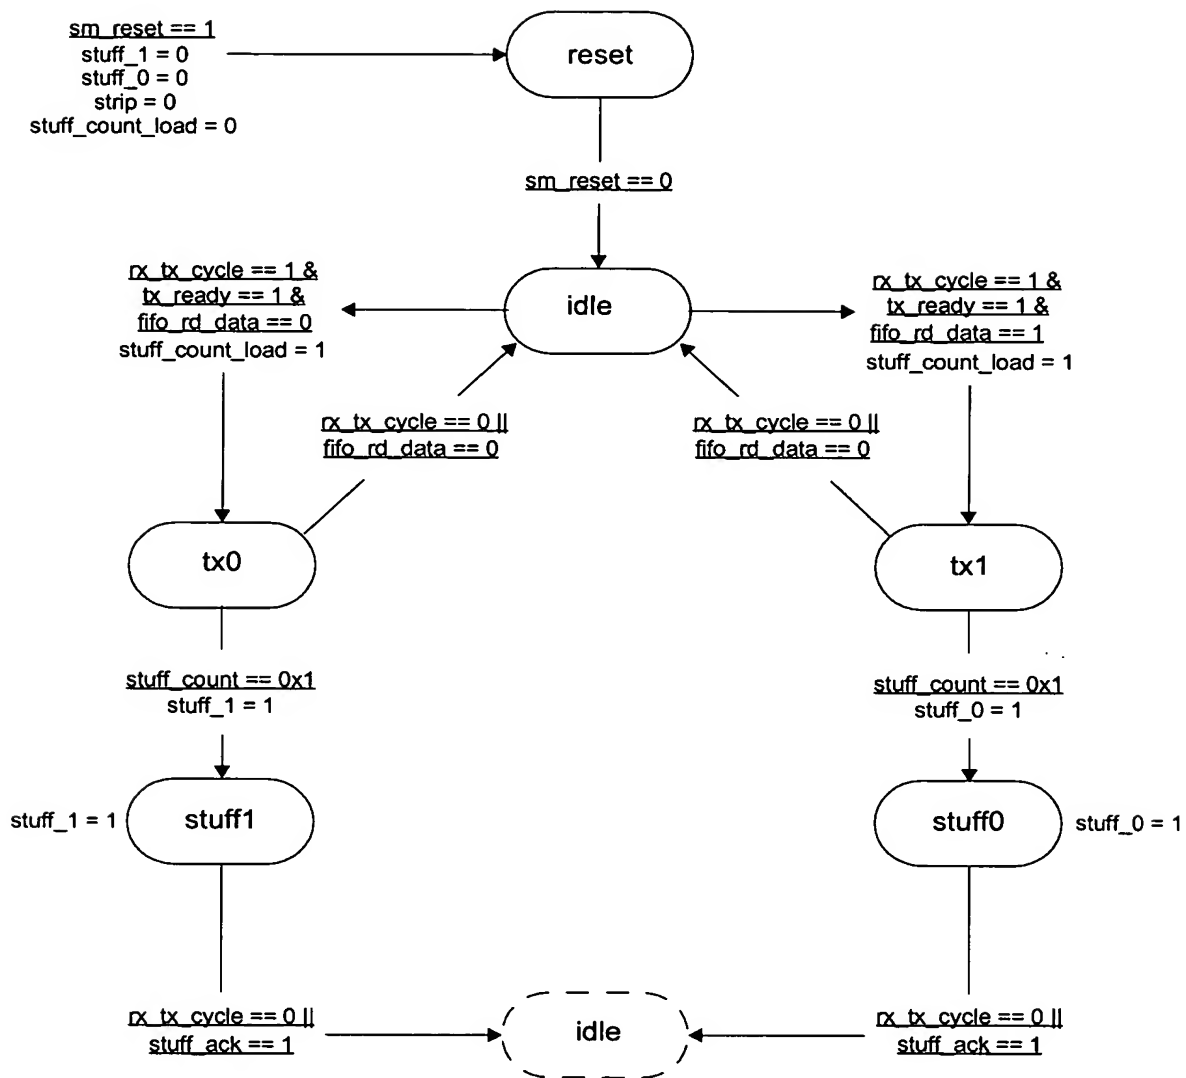 sm_reset == 1
stuff_1 = 0
stuff_0 = 0
strip = 0
stuff_count_load = 0
reset
sm_reset == 0
rx_tx_cycle == 1 &
tx_ready == 1 &
fifo_rd_data == 0
stuff_count_load = 1
idle
rx_tx_cycle == 1 &
tx_ready == 1 &
fifo_rd_data == 1
stuff_count_load = 1
rx_tx_cycle == 0 ||
fifo_rd_data == 0
rx_tx_cycle == 0 ||
fifo_rd_data == 0
tx0
tx1
stuff_count == 0x1
stuff_1 = 1
stuff_count == 0x1
stuff_0 = 1
stuff_1 = 1
stuff1
stuff0
stuff_0 = 1
rx_tx_cycle == 0 ||
stuff_ack == 1
idle
rx_tx_cycle == 0 ||
stuff_ack == 1